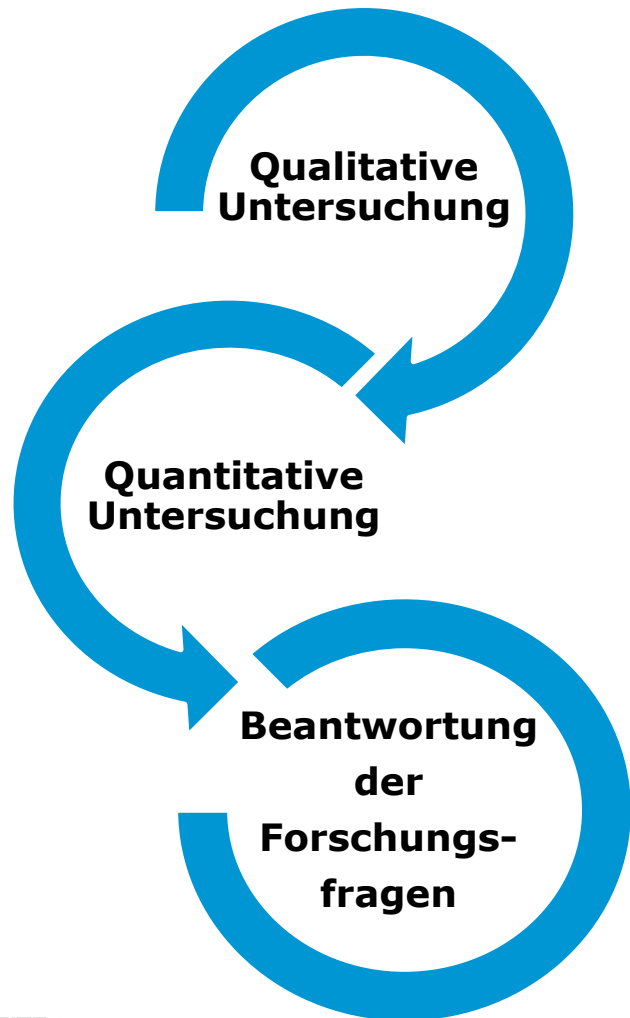 Qualitative
Untersuchung
Quantitative
Untersuchung
Beantwortung
der
Forschungs-
fragen